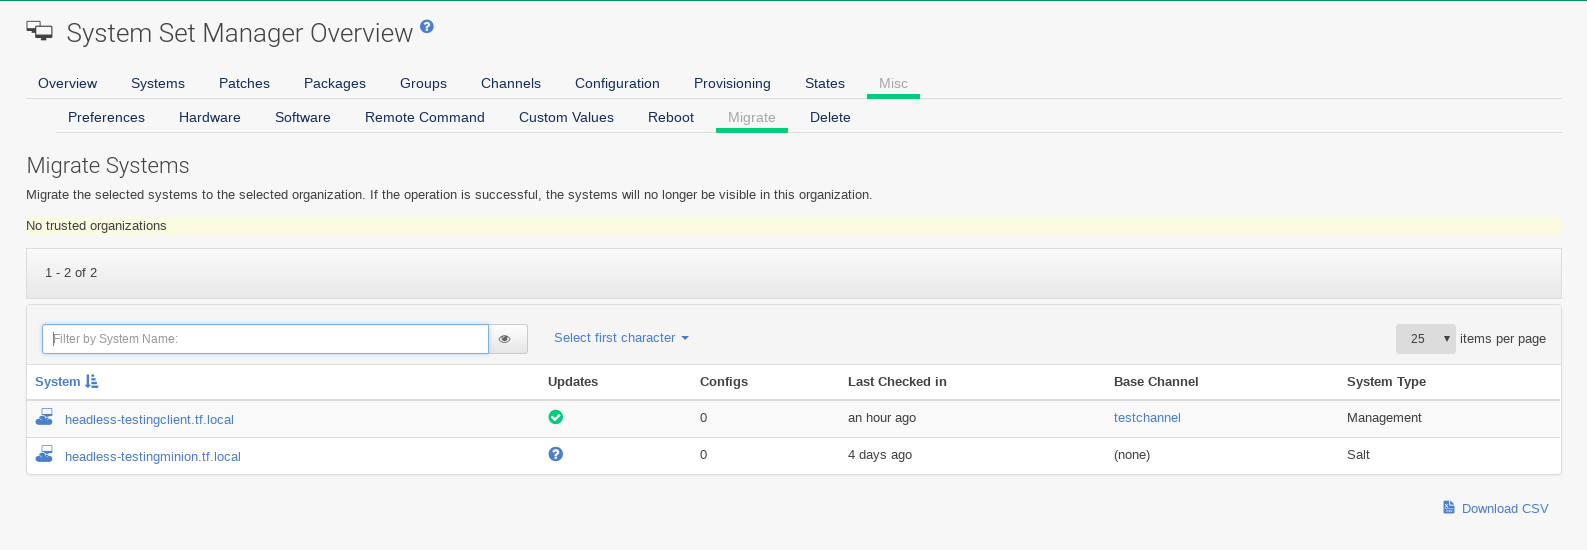 System Set Manager Overview
Overview Systems Patches Packages Groups Channels Configuration Provisioning States Misc
Preferences Hardware Software Remote Command Custom Values Reboot Migrate Delete
Migrate Systems
Migrate the selected systems to the selected organization. If the operation is successful, the systems will no longer be visible in this organization.
No trusted organizations
1 - 2 of 2
Filter by System Name: Select first character 25 items per page
System Updates Configs Last Checked in Base Channel System Type
headless-testingclient.tf.local 0 an hour ago testchannel Management
headless-testingminion.tf.local 0 4 days ago (none) Salt
Download CSV